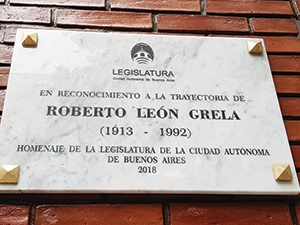 LEGISLATURA
Ciudad Autónoma de Buenos Aires
EN RECONOCIMIENTO A LA TRAYECTORIA DE
ROBERTO LEÓN GRELA
(1913 - 1992)
HOMENAJE DE LA LEGISLATURA DE LA CIUDAD AUTÓNOMA
DE BUENOS AIRES
2018